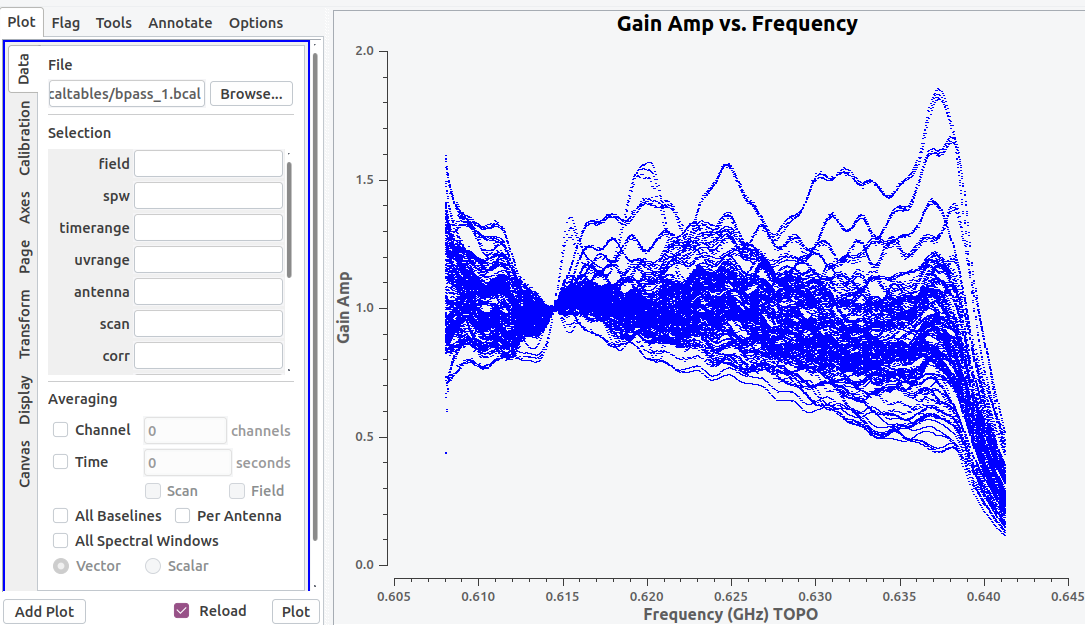 Plot Flag Tools Annotate Options
Data
Calibration
Axes
Page
Transform
Display
Canvas
File
caltables/bpass_1.bcal Browse...
Selection
field
spw
timerange
uvrange
antenna
scan
corr
Averaging
Channel 0 channels
Time 0 seconds
Scan Field
All Baselines Per Antenna
All Spectral Windows
Vector Scalar
Add Plot Reload Plot
Gain Amp vs. Frequency
Gain Amp
2.0
1.5
1.0
0.5
0.0
0.605 0.610 0.615 0.620 0.625 0.630 0.635 0.640 0.645
Frequency (GHz) TOPO